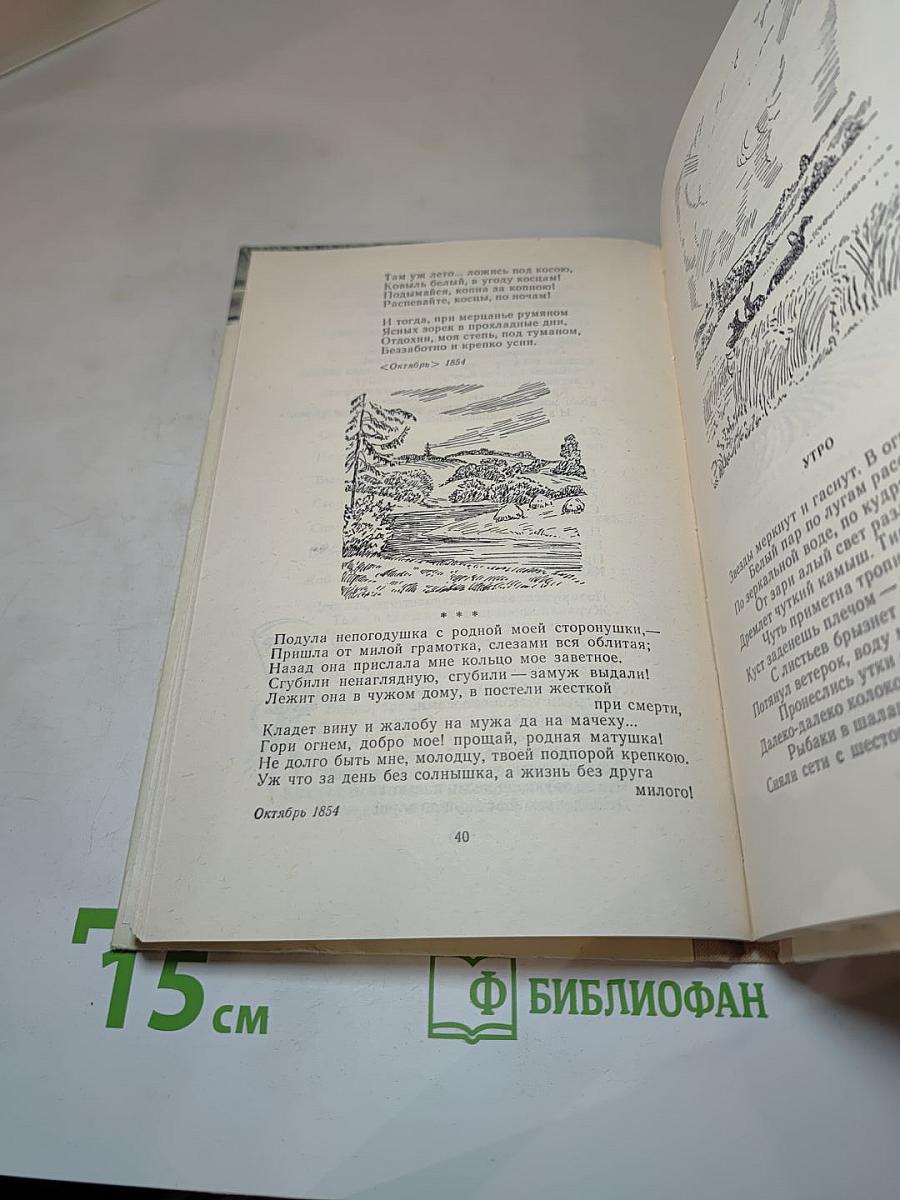 Там уж лето... ложись под косою,
Ковыль белый, в угоду косцам!
Подымайся, копна за копною!
Распевайте, косцы, по ночам!
И тогда, при мерцанье румяном
Ясных зорек в прохладные дни,
Отдохни, моя степь, под туманом,
Беззаботно и крепко усни.
<Октябрь> 1854
* * *
Подула непогодушка с родной моей сторонушки,—
Пришла от милой грамотка, слезами вся облитая;
Назад она прислала мне кольцо мое заветное.
Сгубили ненаглядную, сгубили — замуж выдали!
Лежит она в чужом дому, в постели жесткой
при смерти,
Кладет вину и жалобу на мужа да на мачеху...
Гори огнем, добро мое! прощай, родная матушка!
Не долго быть мне, молодцу, твоей подпорой крепкою.
Уж что за день без солнышка, а жизнь без друга
милого!
Октябрь 1854
40
УТРО
Звезды меркнут и гаснут. В ог
Белый пар по лугам расс
По зеркальной воде, по кудр
От зари алый свет раз
Дремлет чуткий камыш. Ти
Чуть приметна тропи
Куст заденешь плечом —
С листьев брызнет
Потянул ветерок, воду
Пронеслись утки
Далеко-далеко колоко
Рыбаки в шала
Сняли сети с шесто
15 см
Ф БИБЛИОФАН